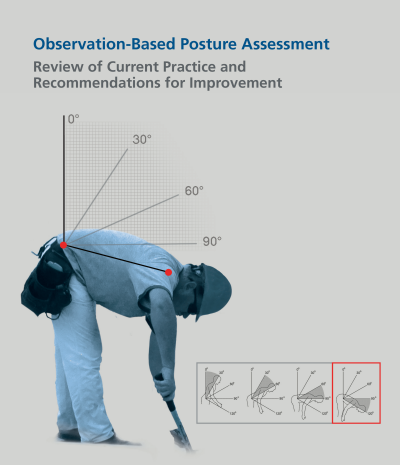 Observation-Based Posture Assessment
Review of Current Practice and
Recommendations for Improvement
0°
30°
60°
90°